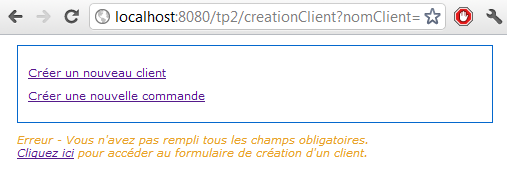 localhost:8080/tp2/creationClient?nomClient=
Créer un nouveau client
Créer une nouvelle commande
Erreur - Vous n'avez pas rempli tous les champs obligatoires.
Cliquez ici pour accéder au formulaire de création d'un client.